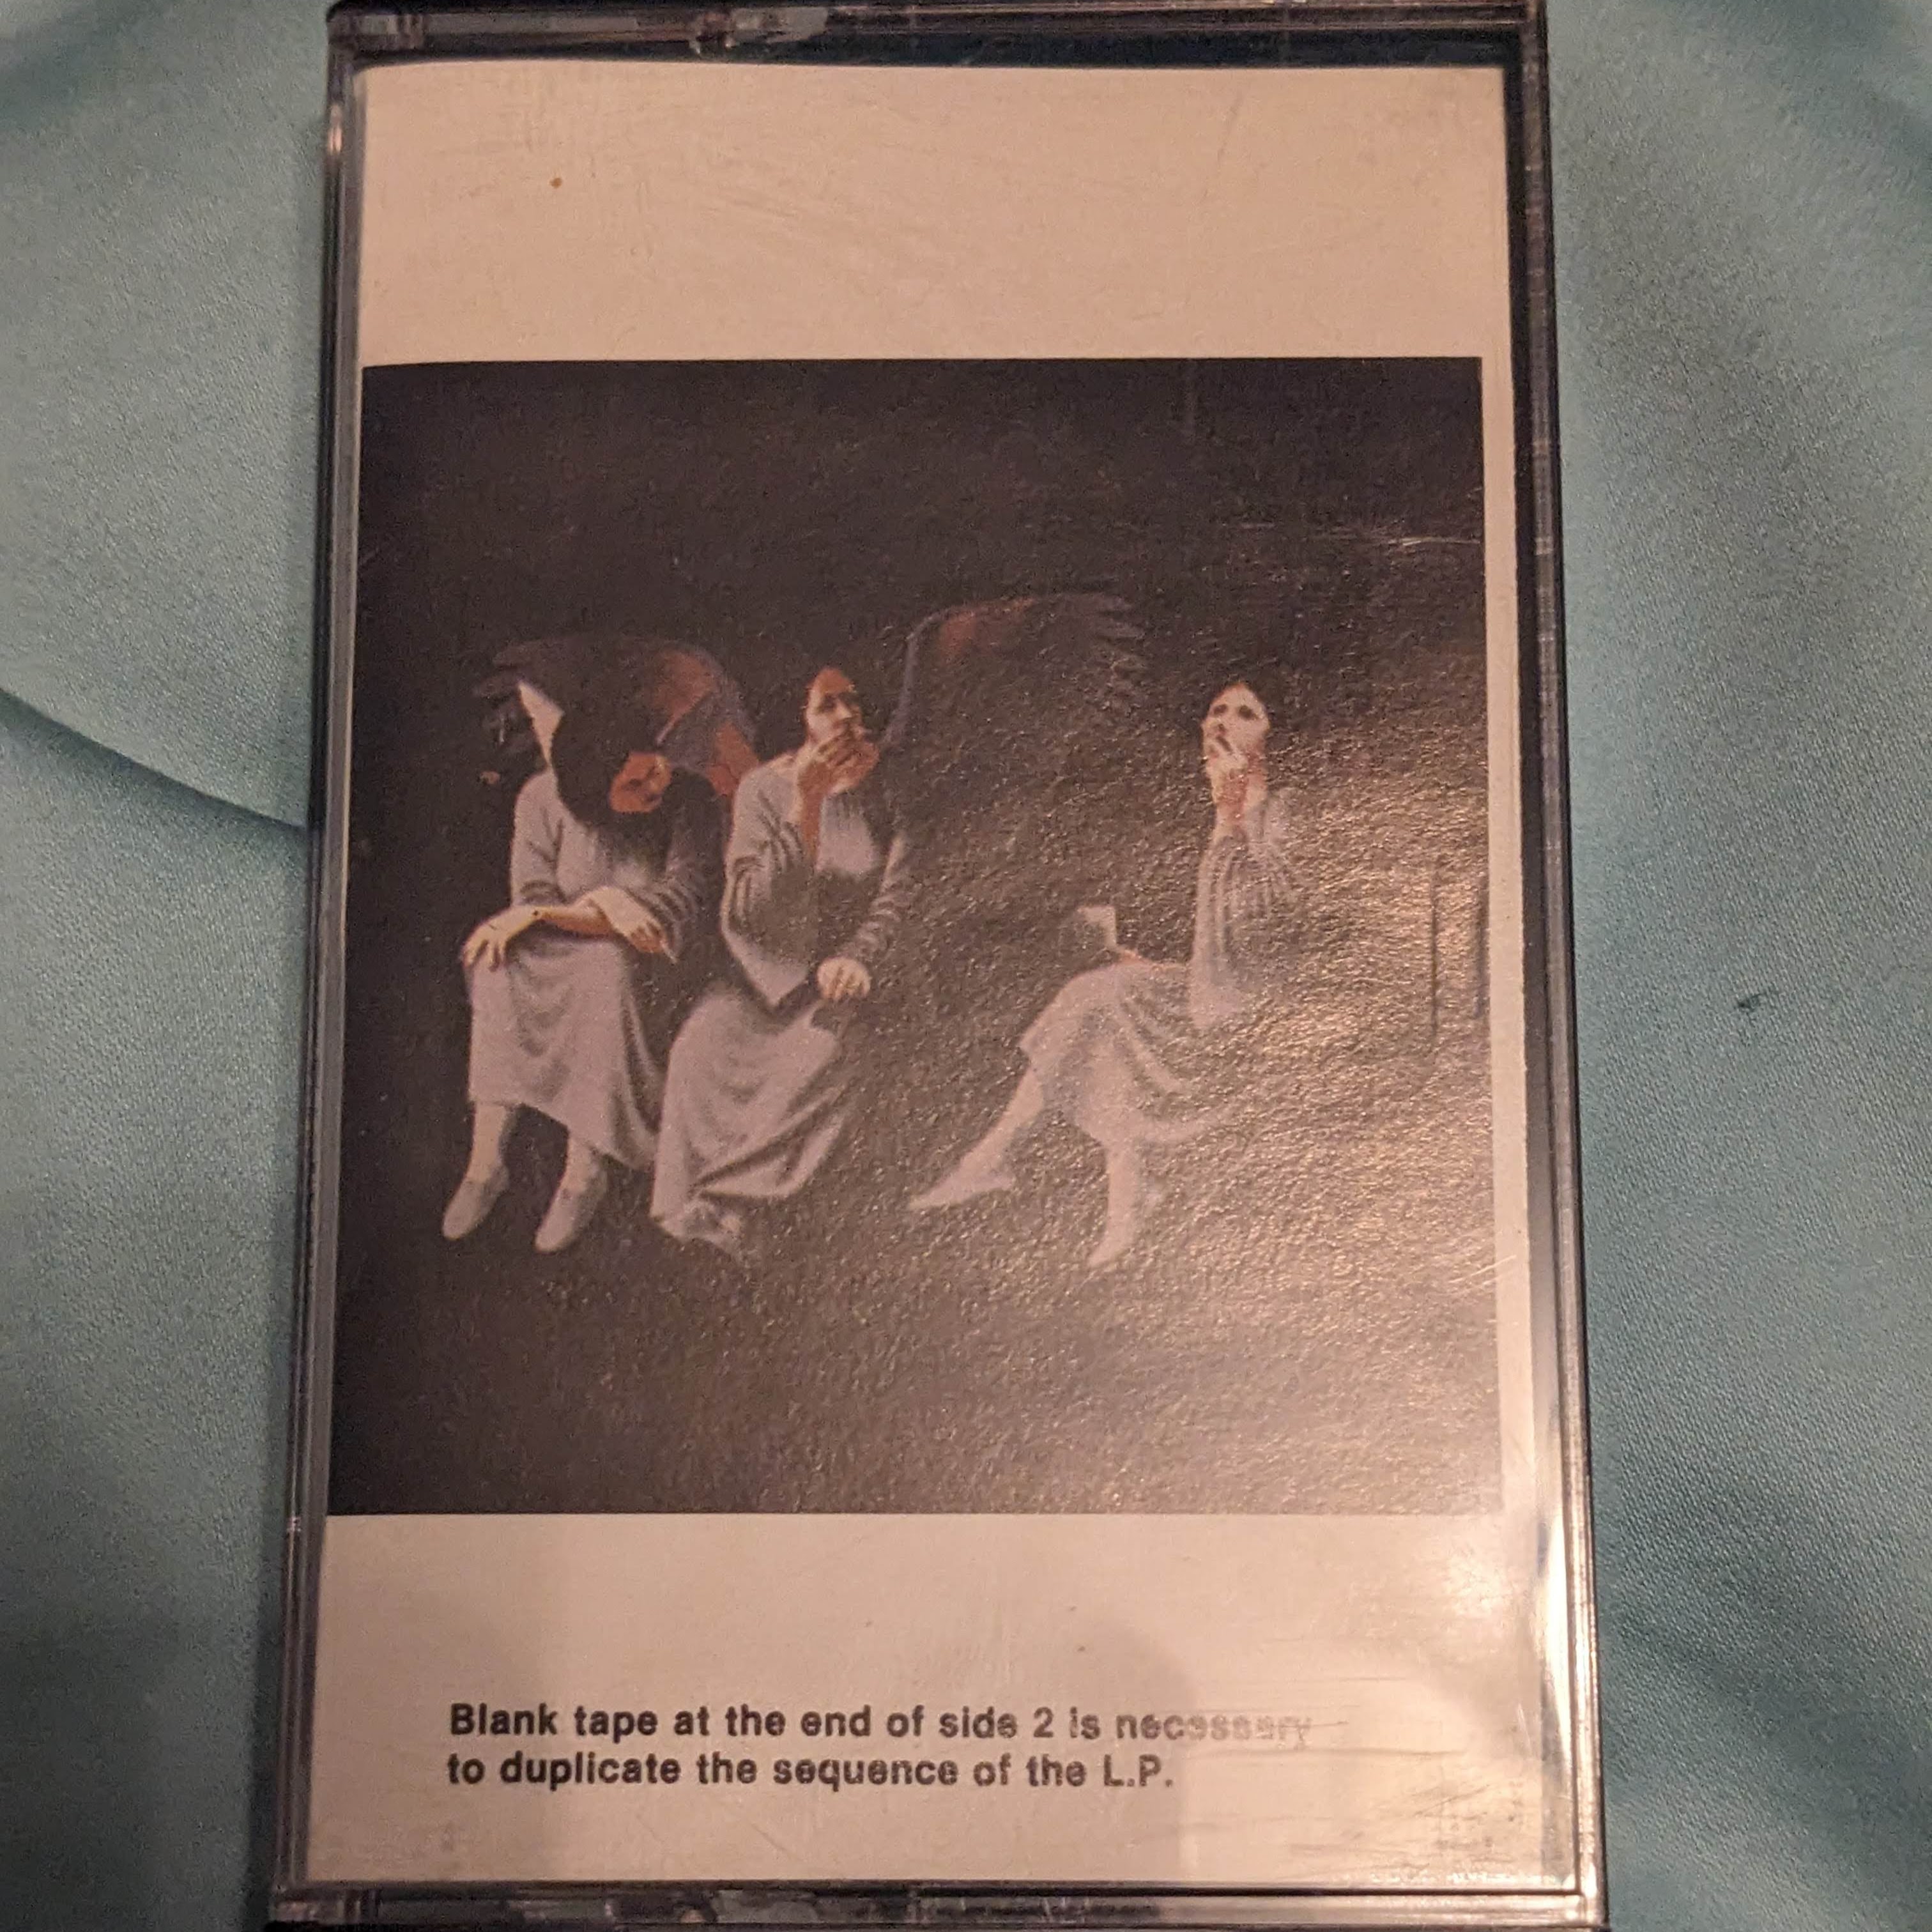 Blank tape at the end of side 2 is necessary
to duplicate the sequence of the L.P.